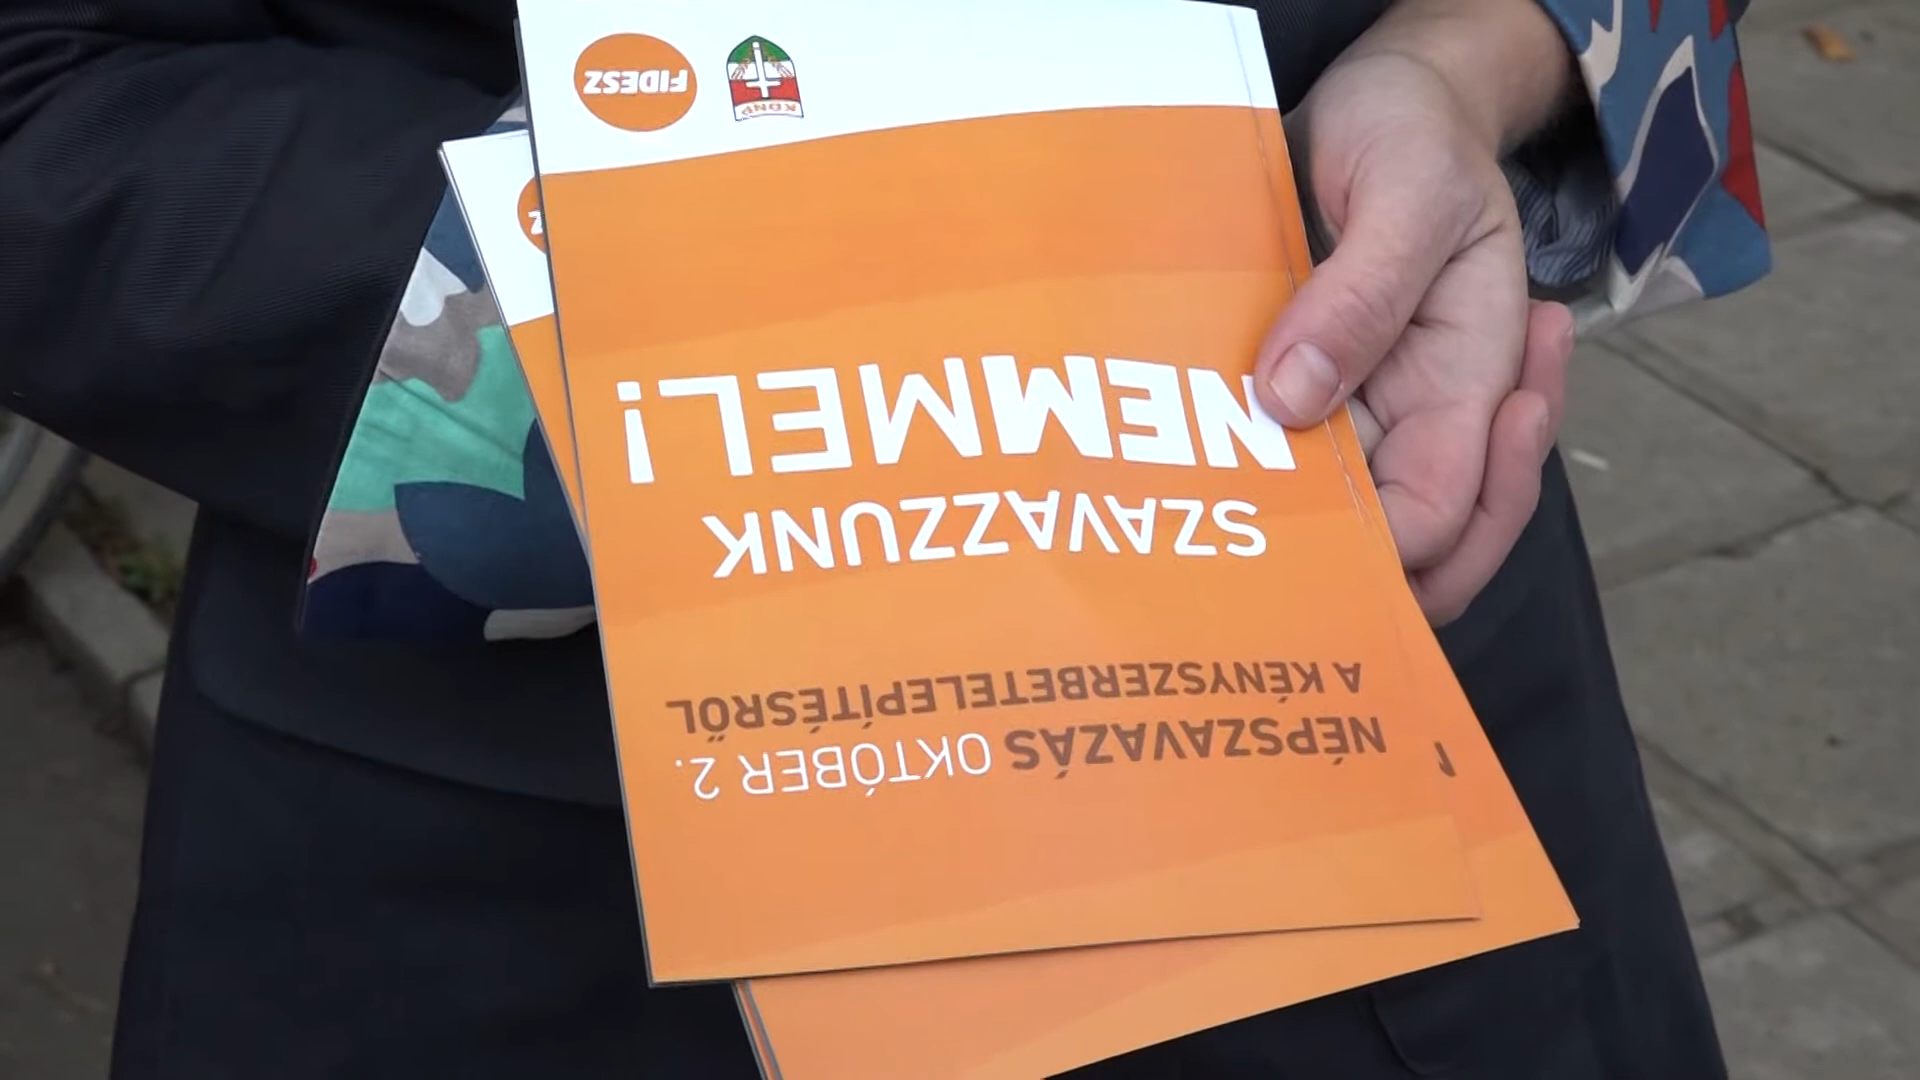 NÉPSZAVAZÁS OKTÓBER 2.
A KÉNYSZERBETELEPÍTÉSRŐL
SZAVAZZUNK
NEMMEL!
KDNP
FIDESZ
N
Z